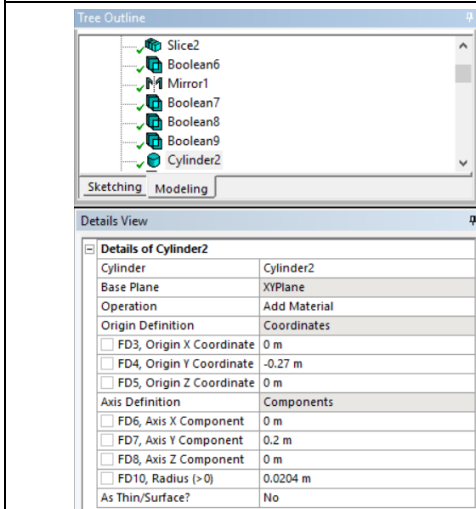 Tree Outline
Slice2
Boolean6
Mirror1
Boolean7
Boolean8
Boolean9
Cylinder2
Sketching Modeling
Details View
Details of Cylinder2
Cylinder Cylinder2
Base Plane XYPlane
Operation Add Material
Origin Definition Coordinates
FD3, Origin X Coordinate 0 m
FD4, Origin Y Coordinate -0.27 m
FD5, Origin Z Coordinate 0 m
Axis Definition Components
FD6, Axis X Component 0 m
FD7, Axis Y Component 0.2 m
FD8, Axis Z Component 0 m
FD10, Radius (>0) 0.0204 m
As Thin/Surface? No